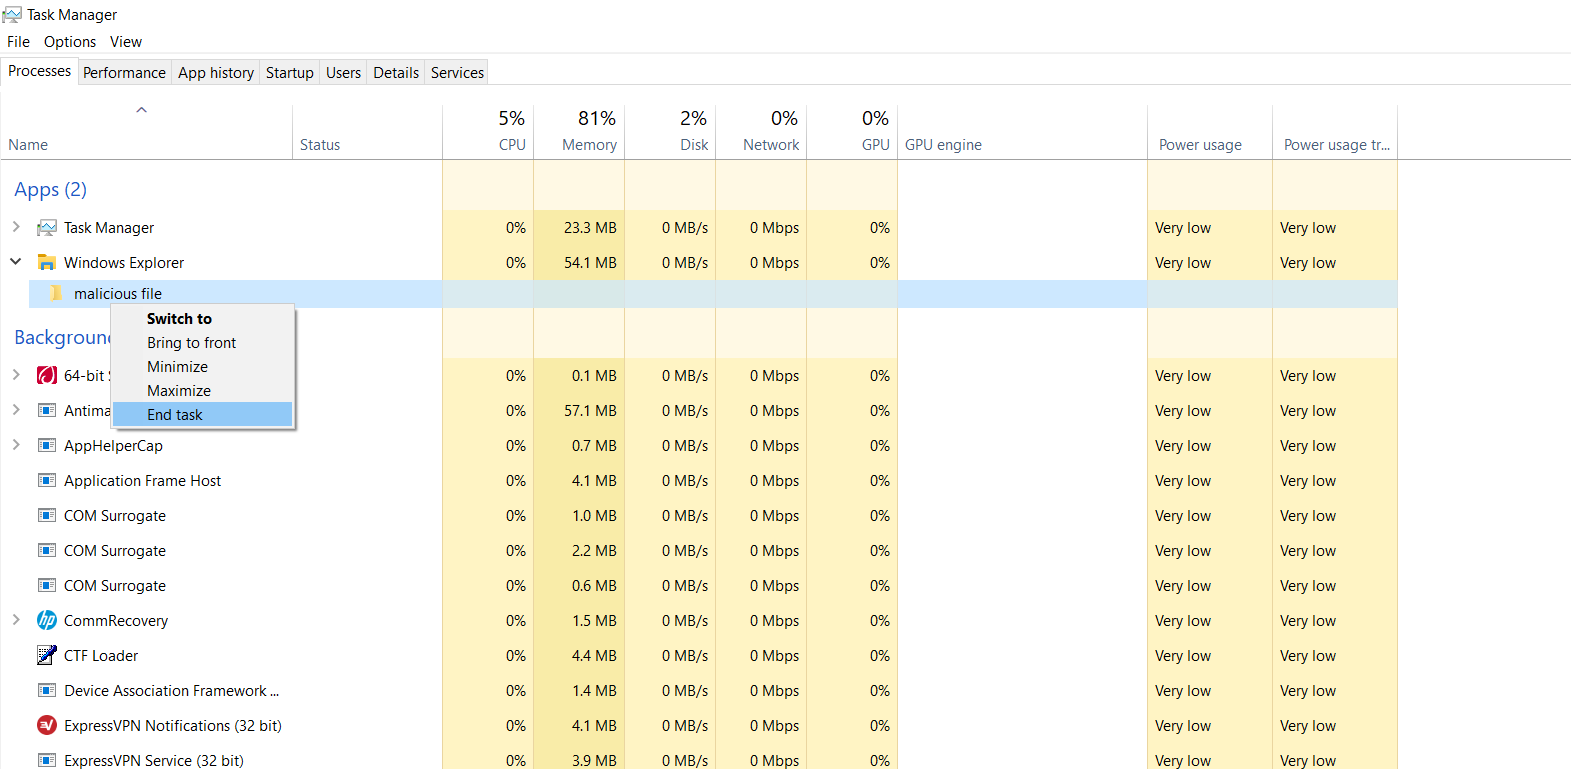 Task Manager
File Options View
Processes Performance App history Startup Users Details Services
5% 81% 2% 0% 0%
Name Status CPU Memory Disk Network GPU GPU engine Power usage Power usage tr...
Apps (2)
Task Manager 0% 23.3 MB 0 MB/s 0 Mbps 0% Very low Very low
Windows Explorer 0% 54.1 MB 0 MB/s 0 Mbps 0% Very low Very low
malicious file
Switch to
Bring to front
Minimize
Maximize
End task
Background
64-bit 0% 0.1 MB 0 MB/s 0 Mbps 0% Very low Very low
Antima 0% 57.1 MB 0 MB/s 0 Mbps 0% Very low Very low
AppHelperCap 0% 0.7 MB 0 MB/s 0 Mbps 0% Very low Very low
Application Frame Host 0% 4.1 MB 0 MB/s 0 Mbps 0% Very low Very low
COM Surrogate 0% 1.0 MB 0 MB/s 0 Mbps 0% Very low Very low
COM Surrogate 0% 2.2 MB 0 MB/s 0 Mbps 0% Very low Very low
COM Surrogate 0% 0.6 MB 0 MB/s 0 Mbps 0% Very low Very low
CommRecovery 0% 1.5 MB 0 MB/s 0 Mbps 0% Very low Very low
CTF Loader 0% 4.4 MB 0 MB/s 0 Mbps 0% Very low Very low
Device Association Framework ... 0% 1.4 MB 0 MB/s 0 Mbps 0% Very low Very low
ExpressVPN Notifications (32 bit) 0% 4.1 MB 0 MB/s 0 Mbps 0% Very low Very low
ExpressVPN Service (32 bit) 0% 3.9 MB 0 MB/s 0 Mbps 0% Very low Very low